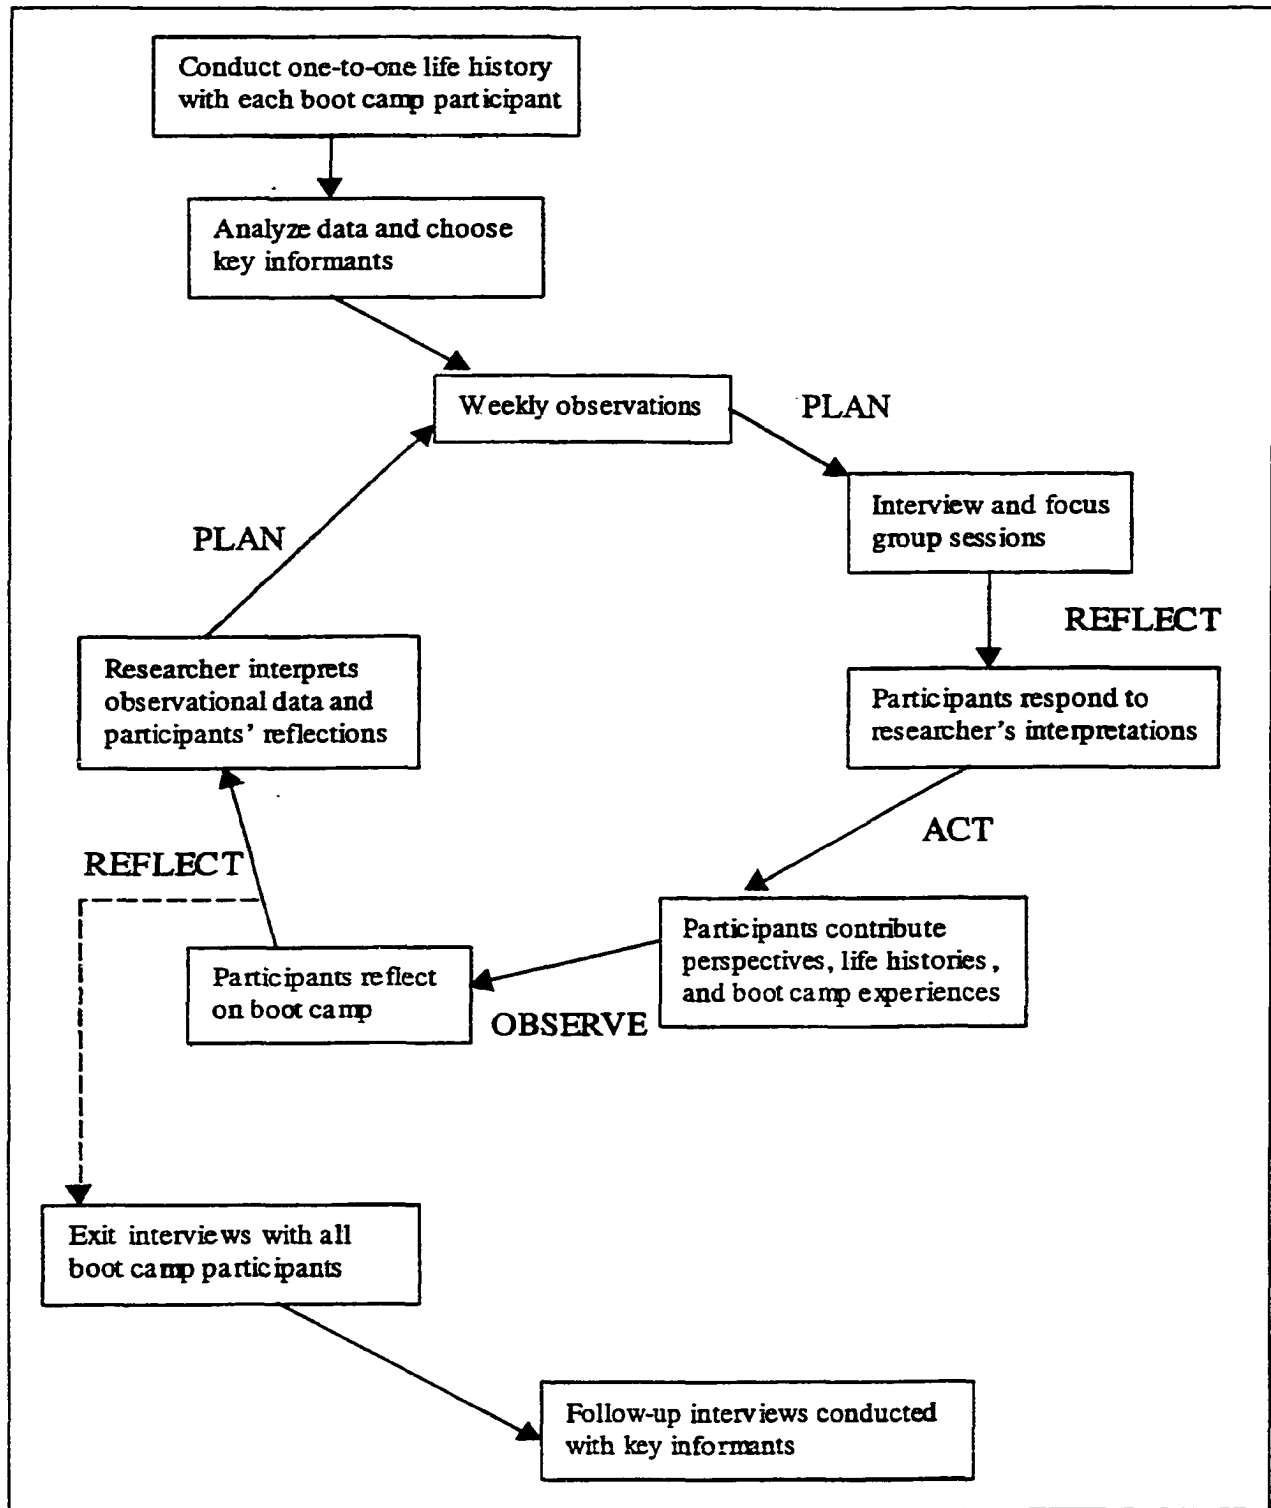 Conduct one-to-one life history
with each boot camp participant
Analyze data and choose
key informants
Weekly observations
PLAN
Interview and focus
group sessions
REFLECT
Participants respond to
researcher's interpretations
ACT
Participants contribute
perspectives, life histories,
and boot camp experiences
OBSERVE
Participants reflect
on boot camp
REFLECT
Researcher interprets
observational data and
participants' reflections
PLAN
Exit interviews with all
boot camp participants
Follow-up interviews conducted
with key informants